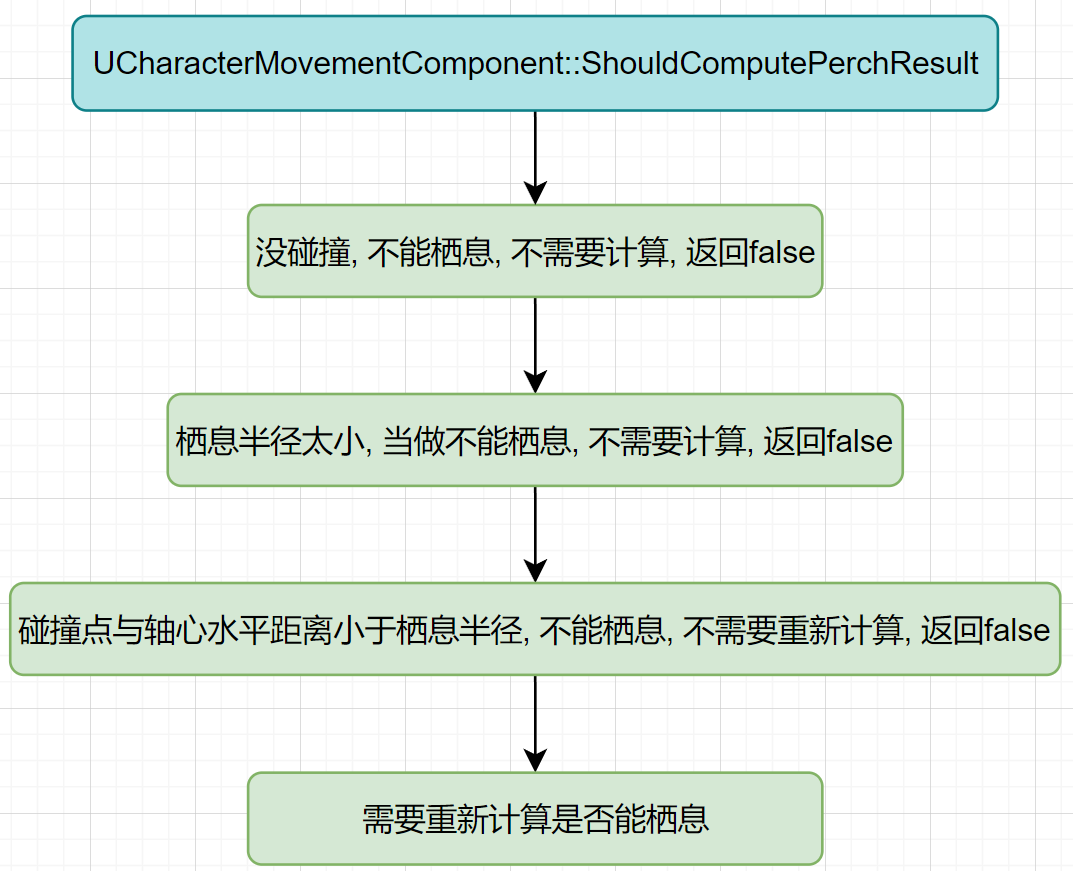 UCharacterMovementComponent::ShouldComputePerchResult
没碰撞, 不能栖息, 不需要计算, 返回false
栖息半径太小, 当做不能栖息, 不需要计算, 返回false
碰撞点与轴心水平距离小于栖息半径, 不能栖息, 不需要重新计算, 返回false
需要重新计算是否能栖息